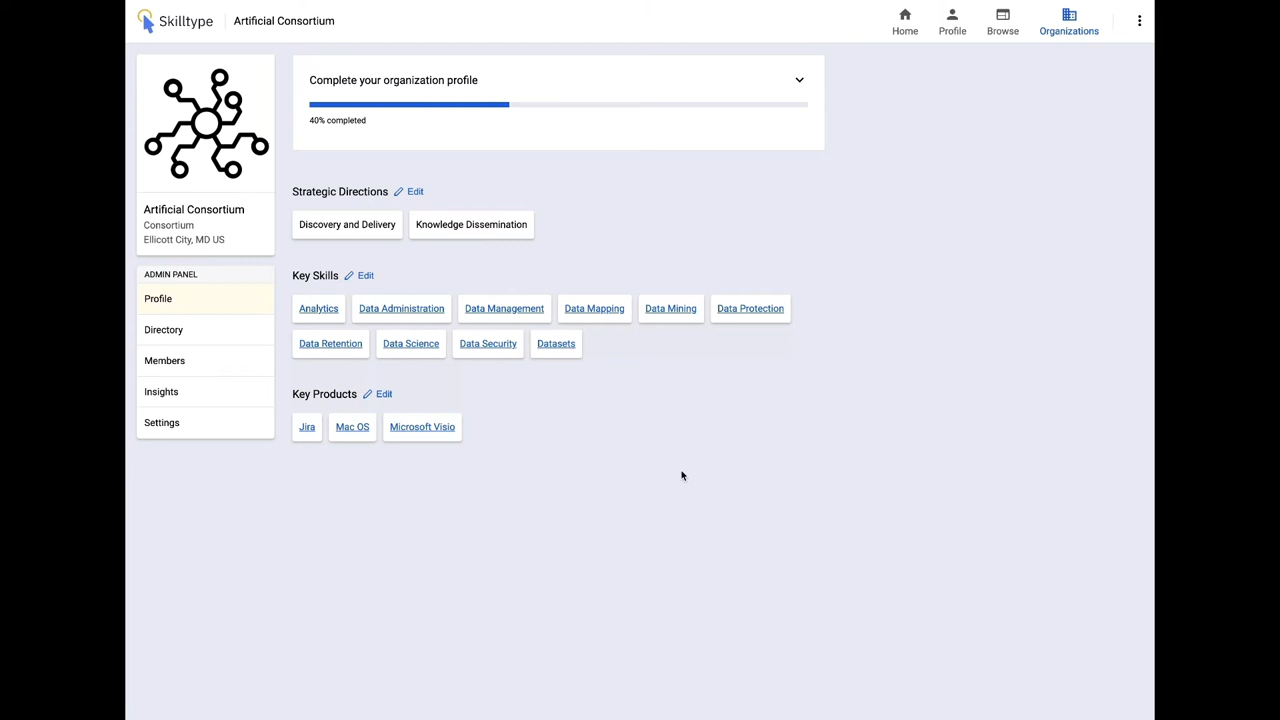 Skilltype
Artificial Consortium
Home
Profile
Browse
Organizations
Artificial Consortium
Consortium
Ellicott City, MD US
ADMIN PANEL
Profile
Directory
Members
Insights
Settings
Complete your organization profile
40% completed
Strategic Directions Edit
Discovery and Delivery Knowledge Dissemination
Key Skills Edit
Analytics Data Administration Data Management Data Mapping Data Mining Data Protection
Data Retention Data Science Data Security Datasets
Key Products Edit
Jira Mac OS Microsoft Visio